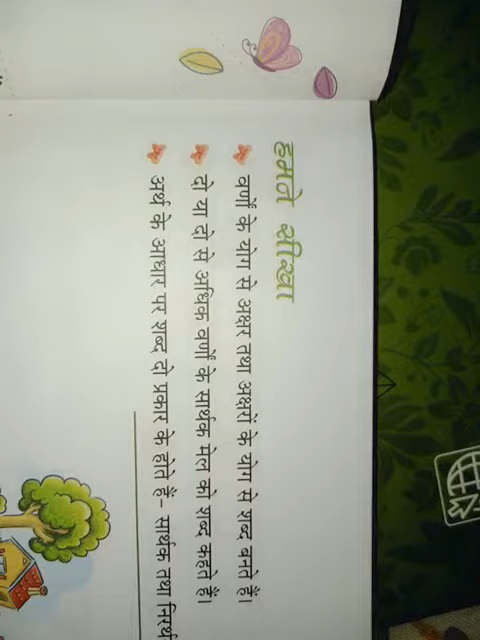 हमने सीखा
वर्णों के योग से अक्षर तथा अक्षरों के योग से शब्द बनते हैं।
दो या दो से अधिक वर्णों के सार्थक मेल को शब्द कहते हैं।
अर्थ के आधार पर शब्द दो प्रकार के होते हैं- सार्थक तथा